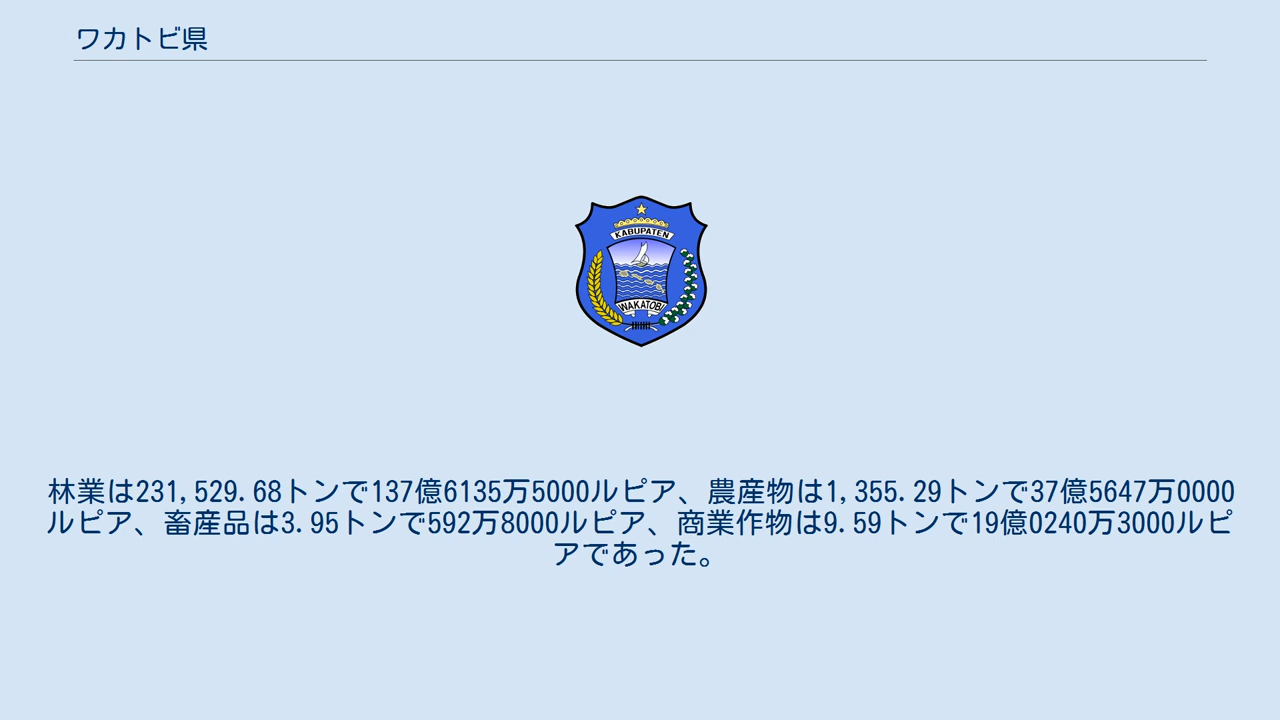 ワカトビ県
KABUPATEN
WAKATOBI
林業は231,529.68トンで137億6135万5000ルピア、農産物は1,355.29トンで37億5647万0000
ルピア、畜産品は3.95トンで592万8000ルピア、商業作物は9.59トンで19億0240万3000ルピ
アであった。